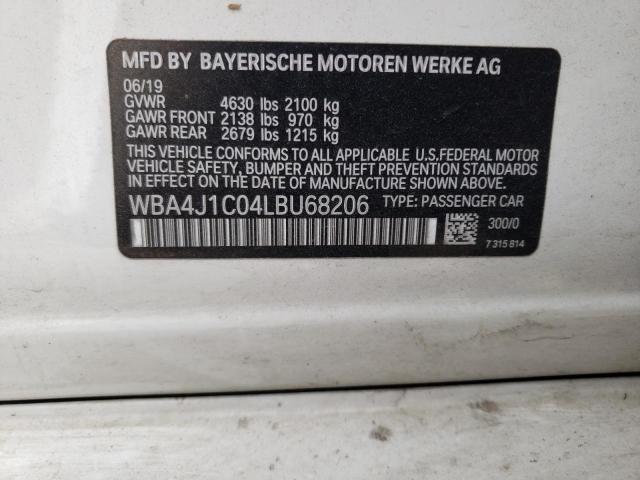 MFD BY BAYERISCHE MOTOREN WERKE AG
06/19
GVWR 4630 lbs 2100 kg
GAWR FRONT 2138 lbs 970 kg
GAWR REAR 2679 lbs 1215 kg
THIS VEHICLE CONFORMS TO ALL APPLICABLE U.S.FEDERAL MOTOR
VEHICLE SAFETY, BUMPER AND THEFT PREVENTION STANDARDS
IN EFFECT ON THE DATE OF MANUFACTURE SHOWN ABOVE.
WBA4J1C04LBU68206 TYPE: PASSENGER CAR
300/0
7 315 814